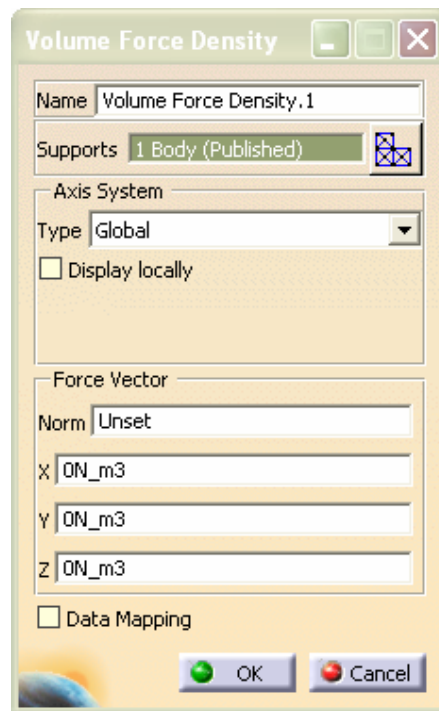 Volume Force Density
Name Volume Force Density.1
Supports 1 Body (Published)
Axis System
Type Global
Display locally
Force Vector
Norm Unset
X 0N_m3
Y 0N_m3
Z 0N_m3
Data Mapping
OK Cancel